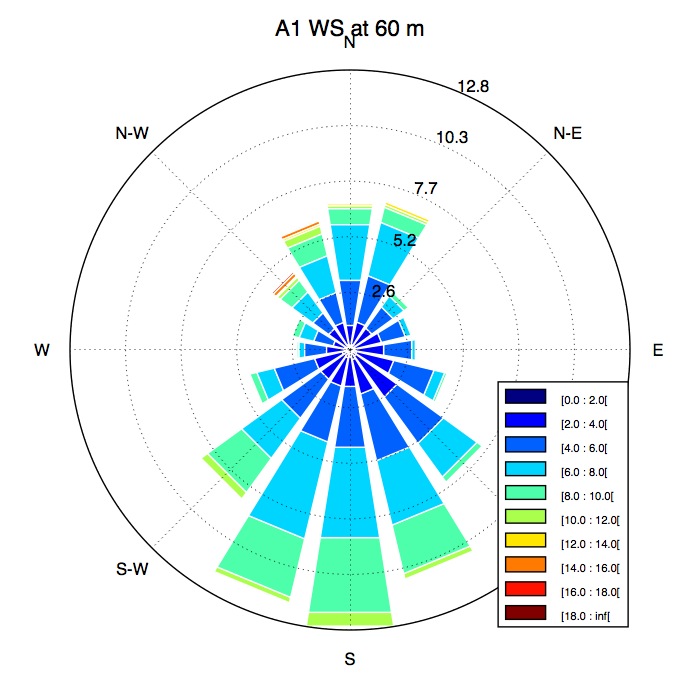 A1 WS at 60 m
N
12.8
N-W
10.3
N-E
7.7
5.2
2.6
W
E
[0.0 : 2.0[
[2.0 : 4.0[
[4.0 : 6.0[
[6.0 : 8.0[
[8.0 : 10.0[
[10.0 : 12.0[
[12.0 : 14.0[
[14.0 : 16.0[
[16.0 : 18.0[
[18.0 : inf[
S-W
S